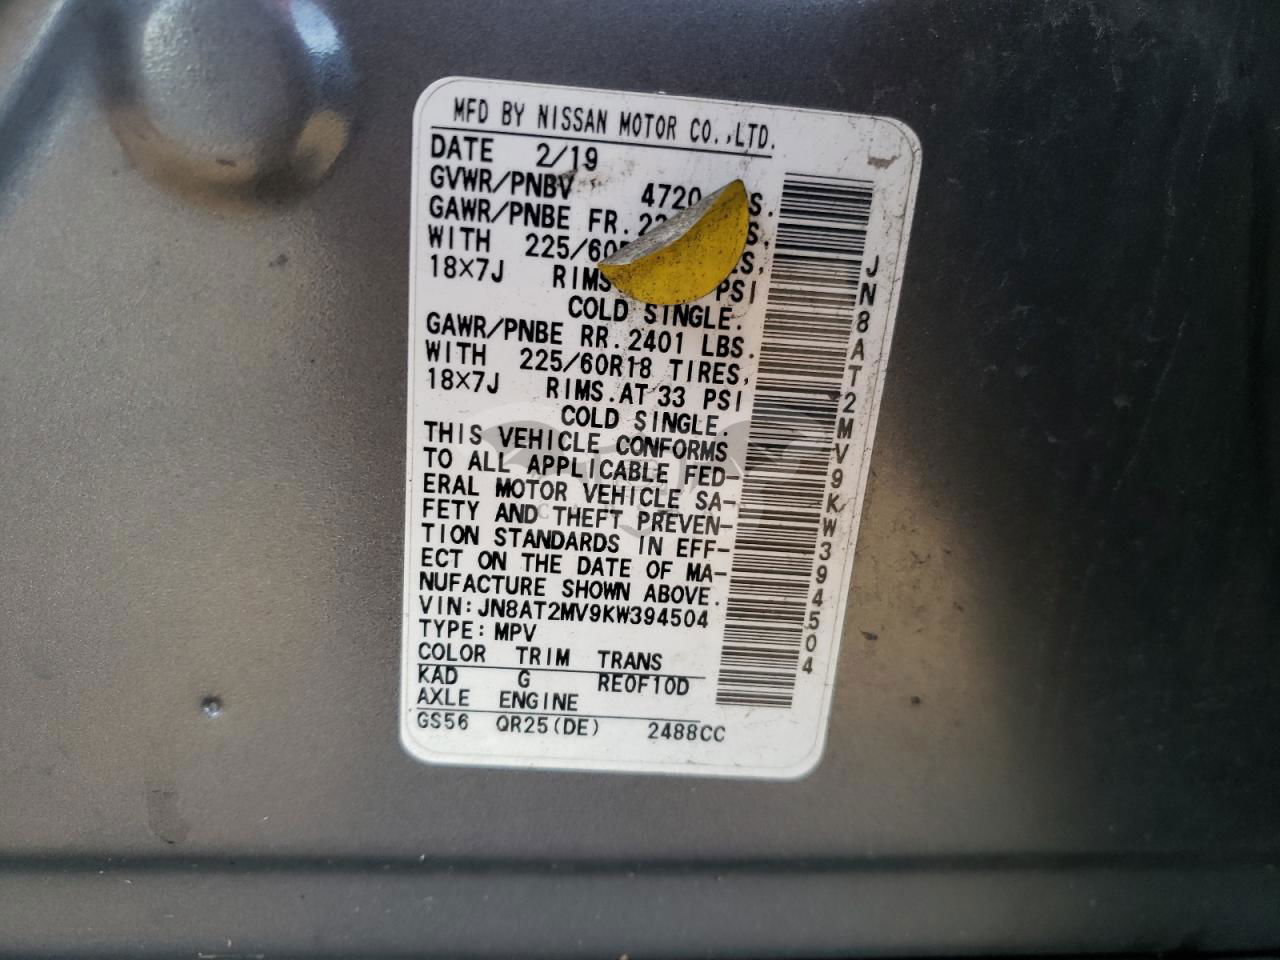 MFD BY NISSAN MOTOR CO.,LTD.
DATE 2/19
GVWR/PNBV 4720
GAWR/PNBE FR.
WITH 225/60
18×7J RIMS PSI
COLD SINGLE.
GAWR/PNBE RR. 2401 LBS.
WITH 225/60R18 TIRES,
18×7J RIMS.AT 33 PSI
COLD SINGLE.
THIS VEHICLE CONFORMS
TO ALL APPLICABLE FED-
ERAL MOTOR VEHICLE SA-
FETY AND THEFT PREVEN-
TION STANDARDS IN EFF-
ECT ON THE DATE OF MA-
NUFACTURE SHOWN ABOVE.
VIN:JN8AT2MV9KW394504
TYPE:MPV
COLOR TRIM TRANS
KAD G RE0F10D
AXLE ENGINE
GS56 QR25(DE) 2488CC
JN8AT2MV9KW394504